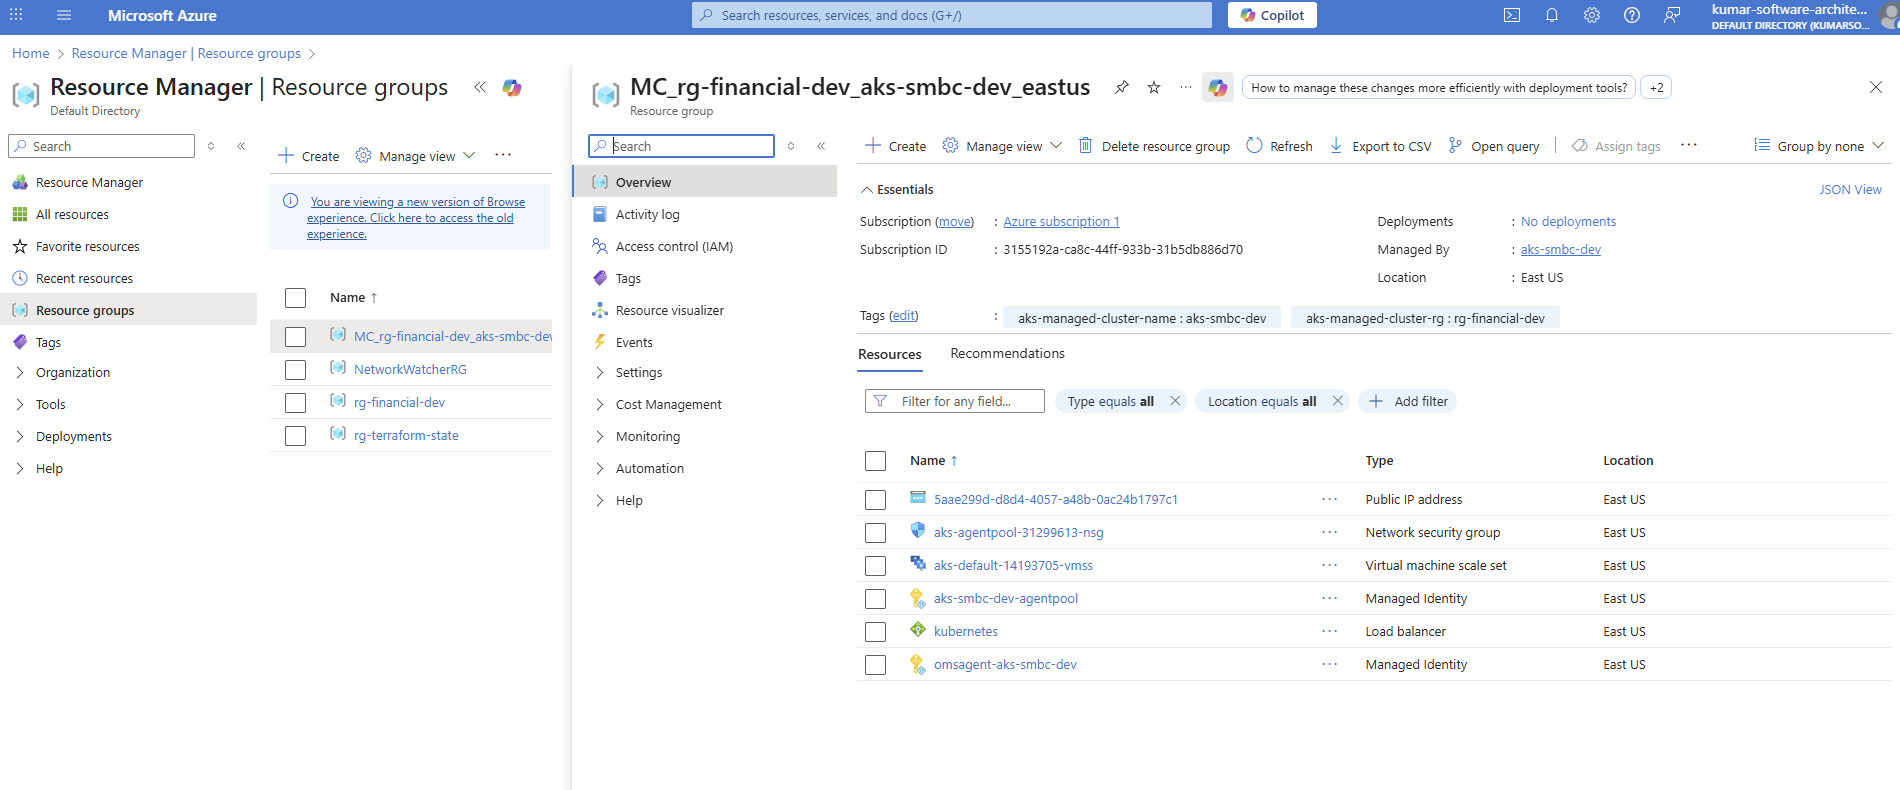 Microsoft Azure
Search resources, services, and docs (G+/)
Copilot
kumar-software-archite...
DEFAULT DIRECTORY (KUMARSO...
Home > Resource Manager | Resource groups >
Resource Manager | Resource groups
Default Directory
Search
Resource Manager
All resources
Favorite resources
Recent resources
Resource groups
Tags
Organization
Tools
Deployments
Help
Create
Manage view
You are viewing a new version of Browse
experience. Click here to access the old
experience.
Name ↑
MC_rg-financial-dev_aks-smbc-dev
NetworkWatcherRG
rg-financial-dev
rg-terraform-state
MC_rg-financial-dev_aks-smbc-dev_eastus
Resource group
How to manage these changes more efficiently with deployment tools?
+2
Search
Overview
Activity log
Access control (IAM)
Tags
Resource visualizer
Events
Settings
Cost Management
Monitoring
Automation
Help
Create
Manage view
Delete resource group
Refresh
Export to CSV
Open query
Assign tags
Group by none
Essentials
JSON View
Subscription (move) : Azure subscription 1
Subscription ID : 3155192a-ca8c-44ff-933b-31b5db886d70
Deployments : No deployments
Managed By : aks-smbc-dev
Location : East US
Tags (edit) : aks-managed-cluster-name : aks-smbc-dev aks-managed-cluster-rg : rg-financial-dev
Resources Recommendations
Filter for any field...
Type equals all
Location equals all
Add filter
Name ↑ Type Location
5aae299d-d8d4-4057-a48b-0ac24b1797c1 Public IP address East US
aks-agentpool-31299613-nsg Network security group East US
aks-default-14193705-vmss Virtual machine scale set East US
aks-smbc-dev-agentpool Managed Identity East US
kubernetes Load balancer East US
omsagent-aks-smbc-dev Managed Identity East US